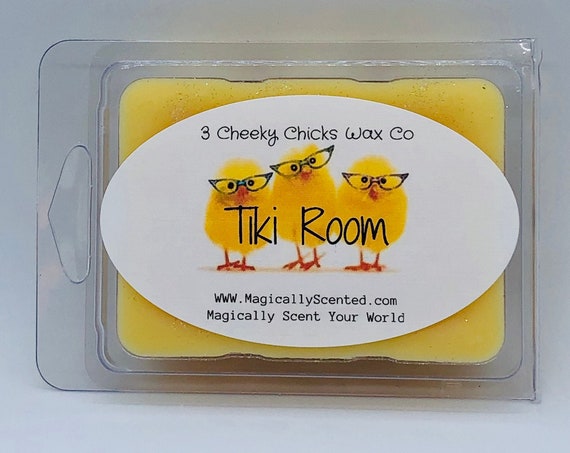 3 Cheeky Chicks Wax Co
Tiki Room
WWW.MagicallyScented.com
Magically Scent Your World